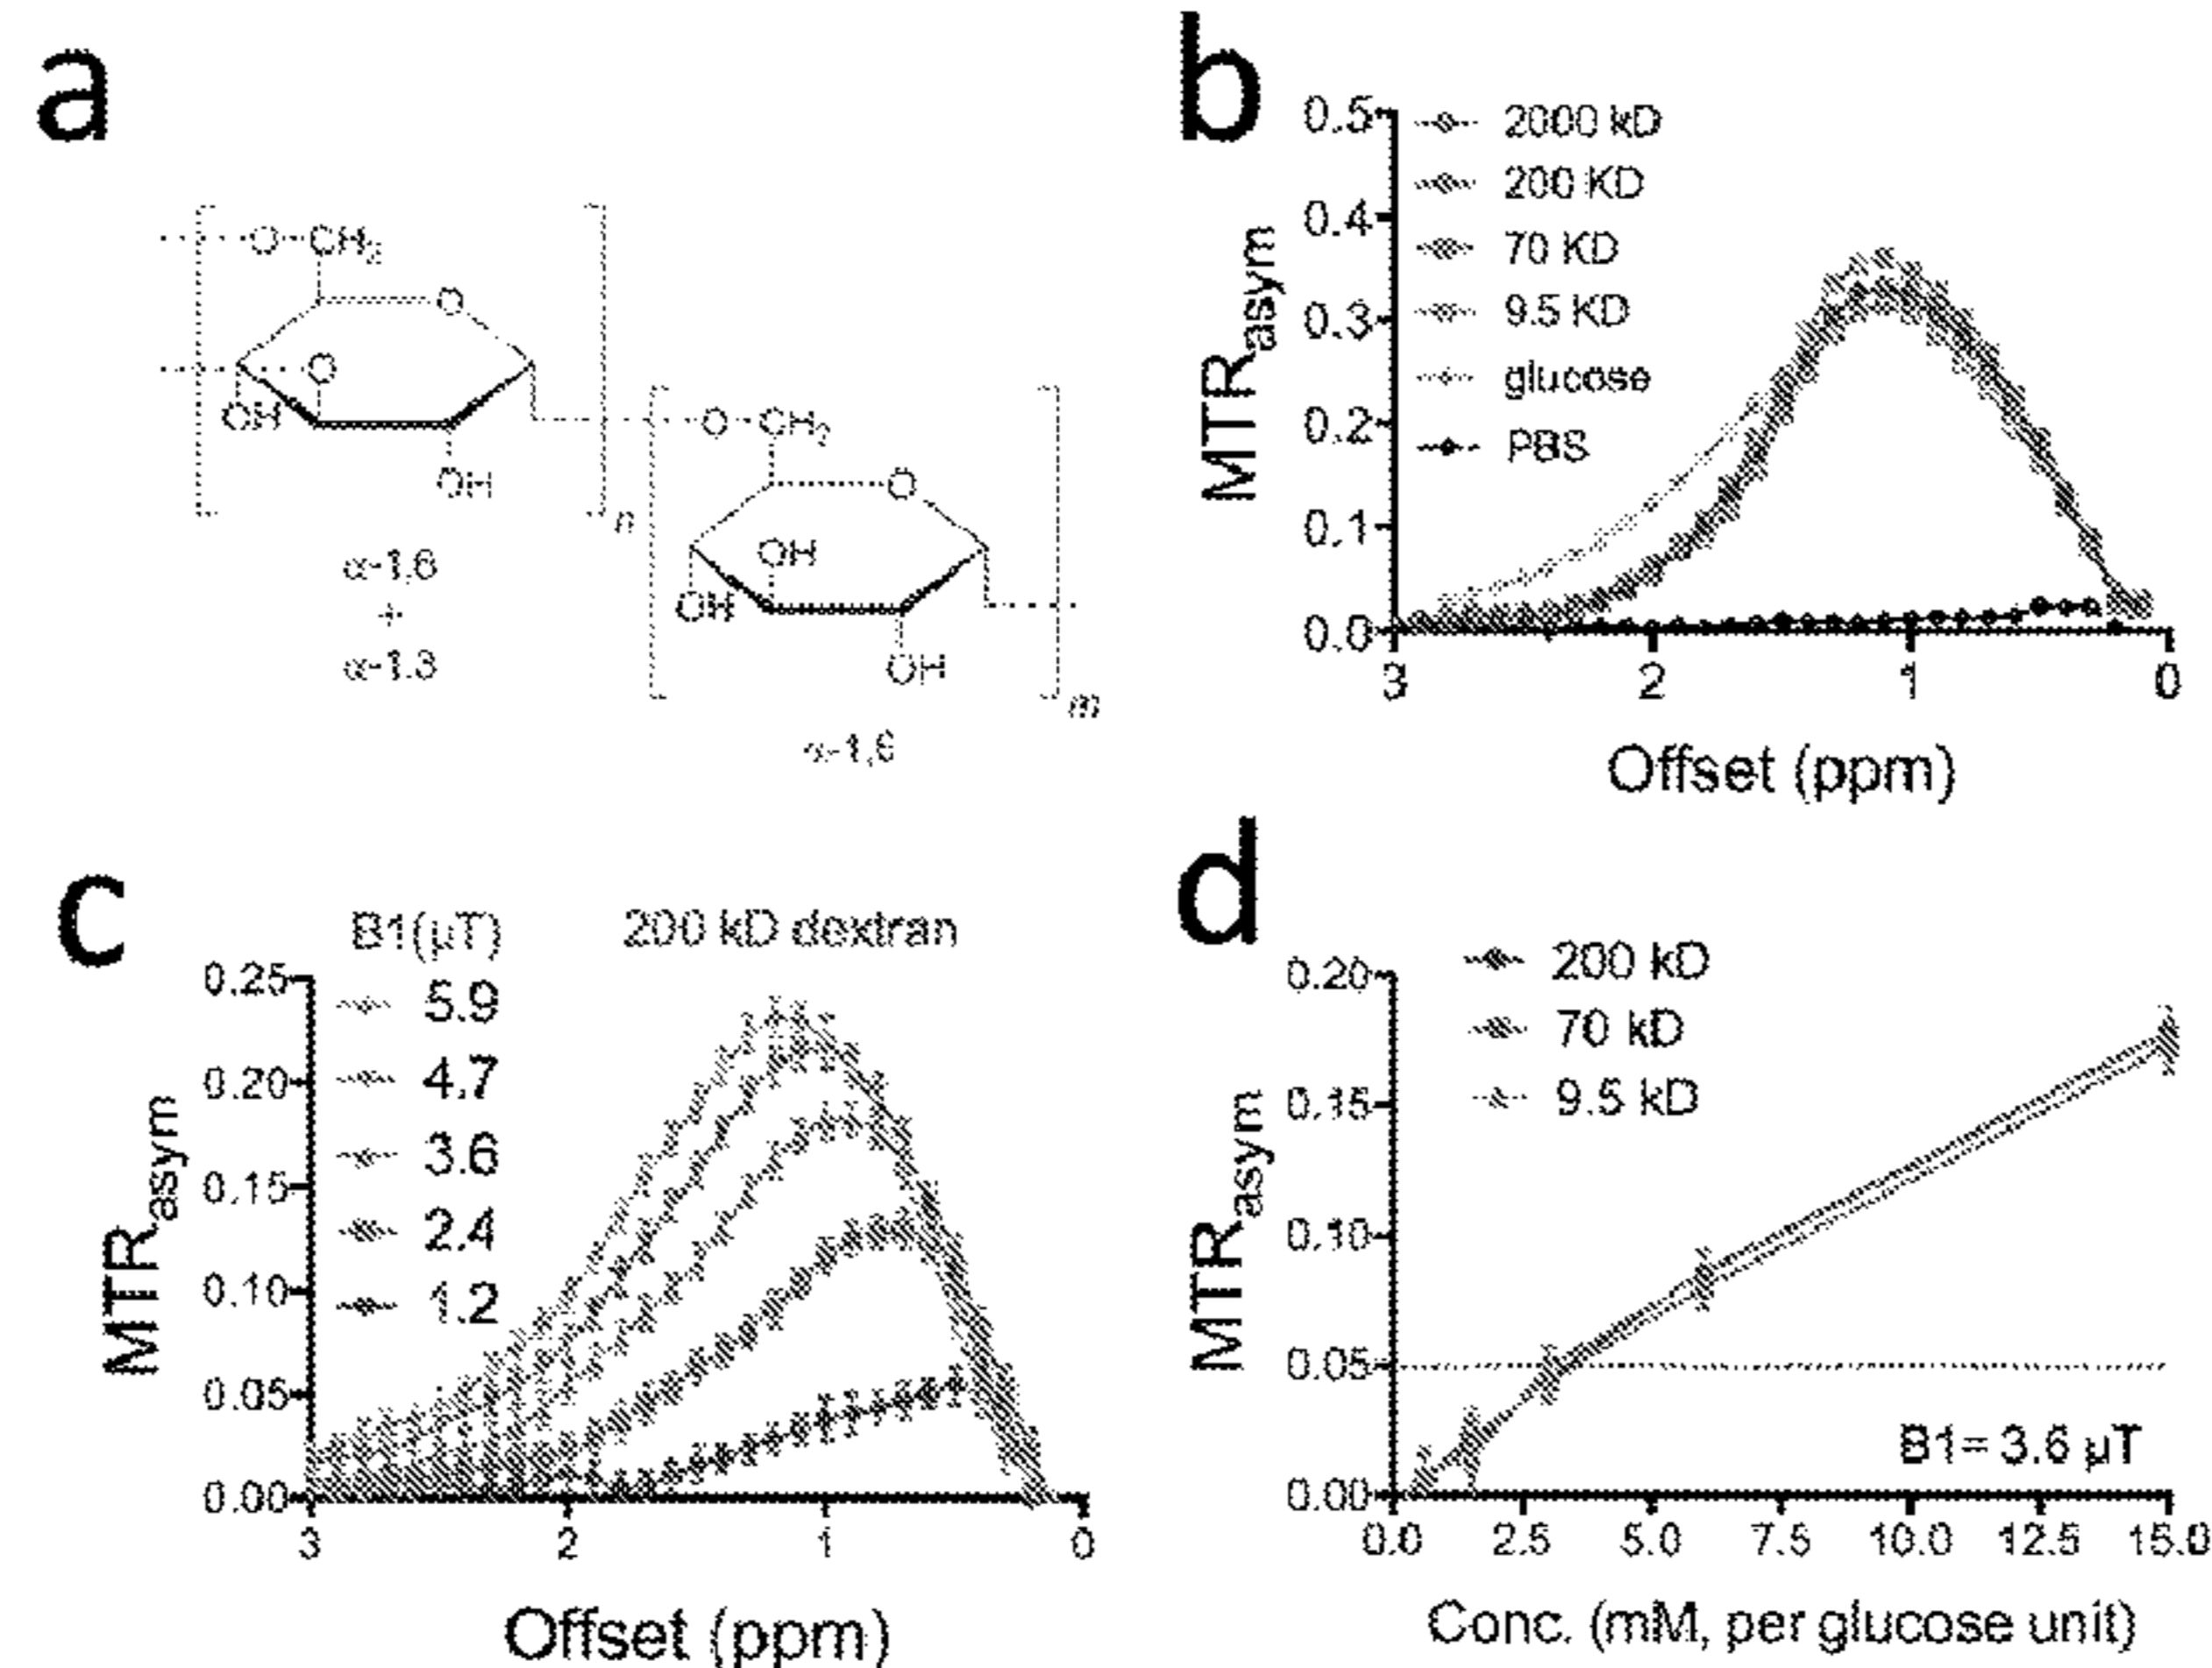 a
O
CH2
O
O
OH
OH
n
α-1,6
+
α-1,3
O
CH2
O
OH
OH
OH
m
α-1,6
b
0.5
0.4
0.3
0.2
0.1
0.0
MTRasym
2000 kD
200 KD
70 KD
9.5 KD
glucose
PBS
3 2 1 0
Offset (ppm)
c
B1(µT)
5.9
4.7
3.6
2.4
1.2
200 kD dextran
0.25
0.20
0.15
0.10
0.05
0.00
MTRasym
3 2 1 0
Offset (ppm)
d
200 kD
70 kD
9.5 kD
0.20
0.15
0.10
0.05
0.00
MTRasym
B1= 3.6 µT
0.0 2.5 5.0 7.5 10.0 12.5 15.0
Conc. (mM, per glucose unit)